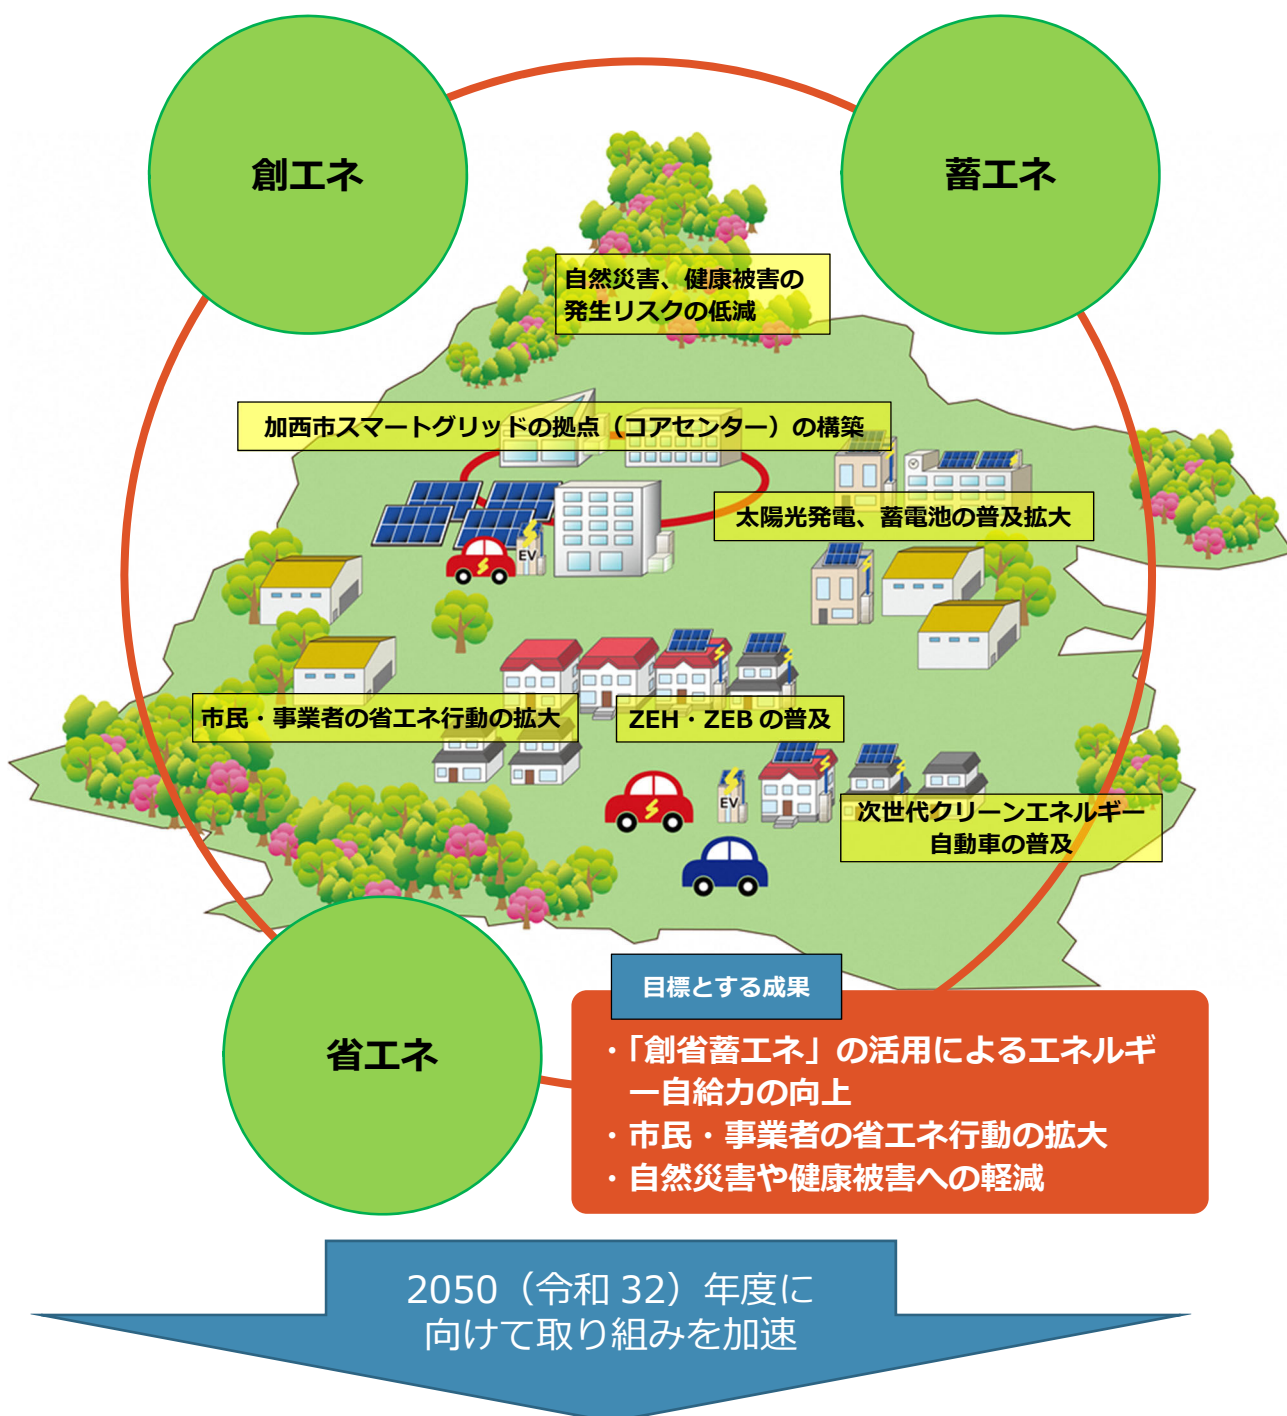 創エネ
蓄エネ
自然災害、健康被害の
発生リスクの低減
加西市スマートグリッドの拠点（コアセンター）の構築
太陽光発電、蓄電池の普及拡大
EV
市民・事業者の省エネ行動の拡大
ZEH・ZEBの普及
EV
次世代クリーンエネルギー
自動車の普及
省エネ
目標とする成果
・「創省蓄エネ」の活用によるエネルギ
ー自給力の向上
・市民・事業者の省エネ行動の拡大
・自然災害や健康被害への軽減
2050（令和 32）年度に
向けて取り組みを加速